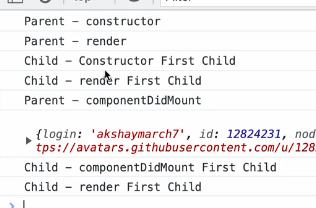 Parent - constructor
Parent - render
Child - Constructor First Child
Child - render First Child
Parent - componentDidMount
{login: 'akshaymarch7', id: 12824231, nod
tps://avatars.githubusercontent.com/u/128
Child - componentDidMount First Child
Child - render First Child